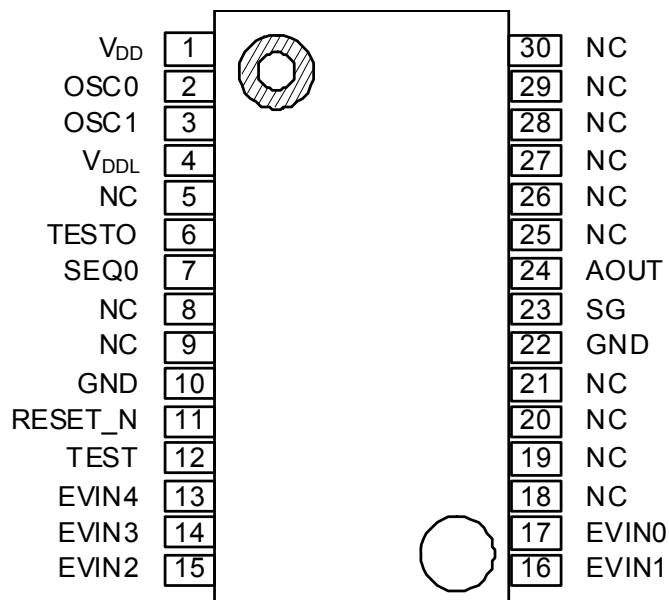 VDD 1 30 NC
OSC0 2 29 NC
OSC1 3 28 NC
VDDL 4 27 NC
NC 5 26 NC
TESTO 6 25 NC
SEQ0 7 24 AOUT
NC 8 23 SG
NC 9 22 GND
GND 10 21 NC
RESET_N 11 20 NC
TEST 12 19 NC
EVIN4 13 18 NC
EVIN3 14 17 EVIN0
EVIN2 15 16 EVIN1